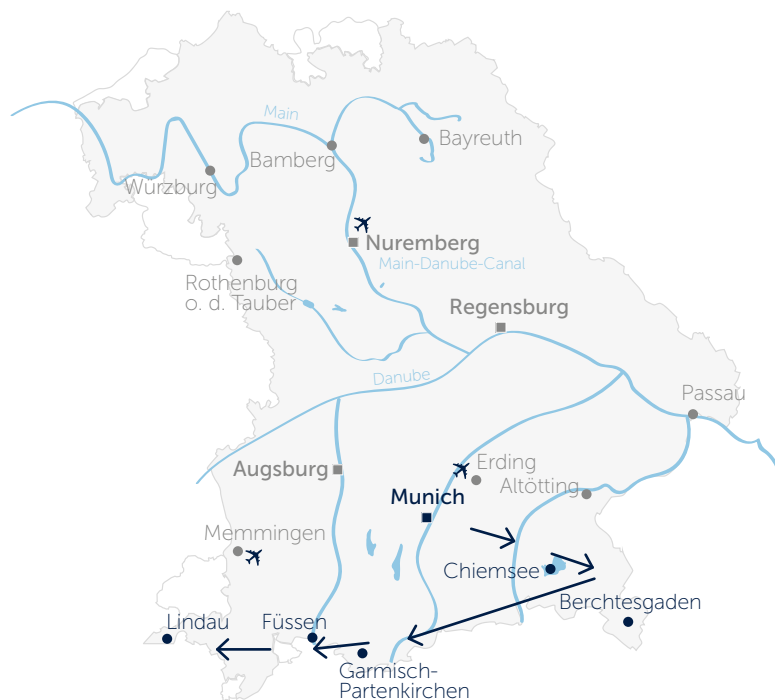 Main
Bayreuth
Bamberg
Würzburg
Nuremberg
Main-Danube-Canal
Rothenburg
o. d. Tauber
Regensburg
Danube
Passau
Erding
Augsburg
Altötting
Munich
Memmingen
Chiemsee
Berchtesgaden
Lindau
Füssen
Garmisch-
Partenkirchen